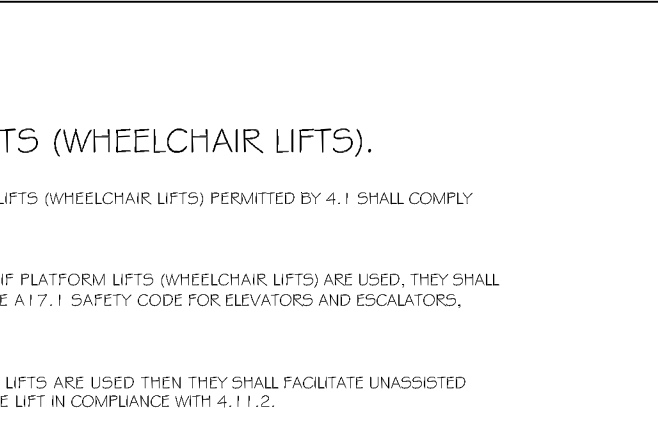 TS (WHEELCHAIR LIFTS).
LIFTS (WHEELCHAIR LIFTS) PERMITTED BY 4.1 SHALL COMPLY
IF PLATFORM LIFTS (WHEELCHAIR LIFTS) ARE USED, THEY SHALL
E A17.1 SAFETY CODE FOR ELEVATORS AND ESCALATORS,
LIFTS ARE USED THEN THEY SHALL FACILITATE UNASSISTED
E LIFT IN COMPLIANCE WITH 4.11.2.